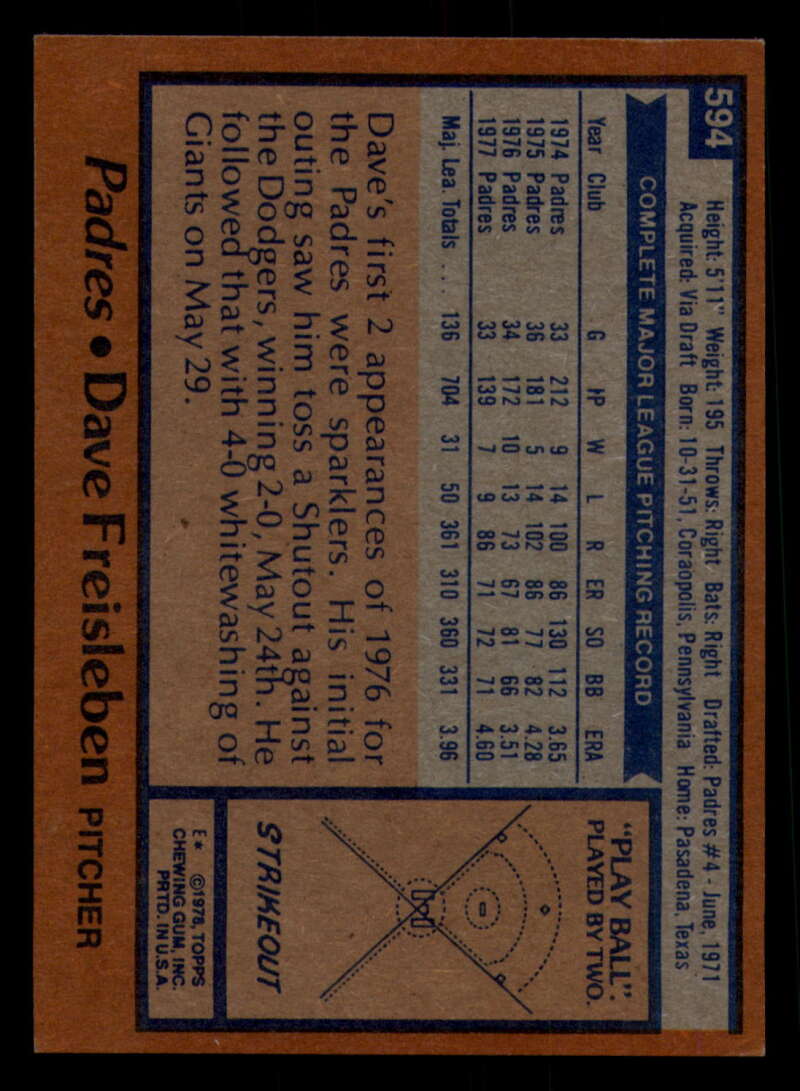 594
Height: 5'11" Weight: 195 Throws: Right Bats: Right Drafted: Padres #4 - June, 1971
Acquired: Via Draft Born: 10-31-51, Coraopolis, Pennsylvania Home: Pasadena, Texas
COMPLETE MAJOR LEAGUE PITCHING RECORD
Year Club G IP W L R ER SO BB ERA
1974 Padres 33 212 9 14 100 86 130 112 3.65
1975 Padres 36 181 5 14 102 86 77 82 4.28
1976 Padres 34 172 10 13 73 67 81 66 3.51
1977 Padres 33 139 7 9 86 71 72 71 4.60
Maj. Lea. Totals ... 136 704 31 50 361 310 360 331 3.96
Dave's first 2 appearances of 1976 for
the Padres were sparklers. His initial
outing saw him toss a Shutout against
the Dodgers, winning 2-0, May 24th. He
followed that with 4-0 whitewashing of
Giants on May 29.
"PLAY BALL".
PLAYED BY TWO.
STRIKEOUT
E* ©1978, TOPPS
CHEWING GUM, INC.
PRTD. IN U.S.A.
Padres • Dave Freisleben PITCHER